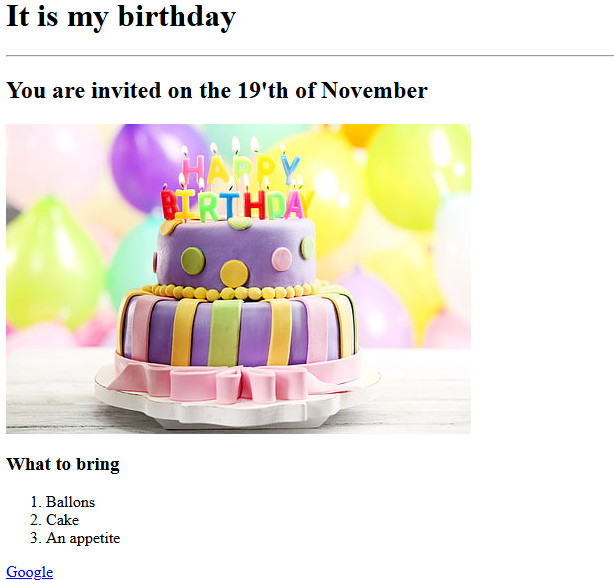 It is my birthday
You are invited on the 19'th of November
HAPPY
BIRTHDAY
What to bring
1. Ballons
2. Cake
3. An appetite
Google